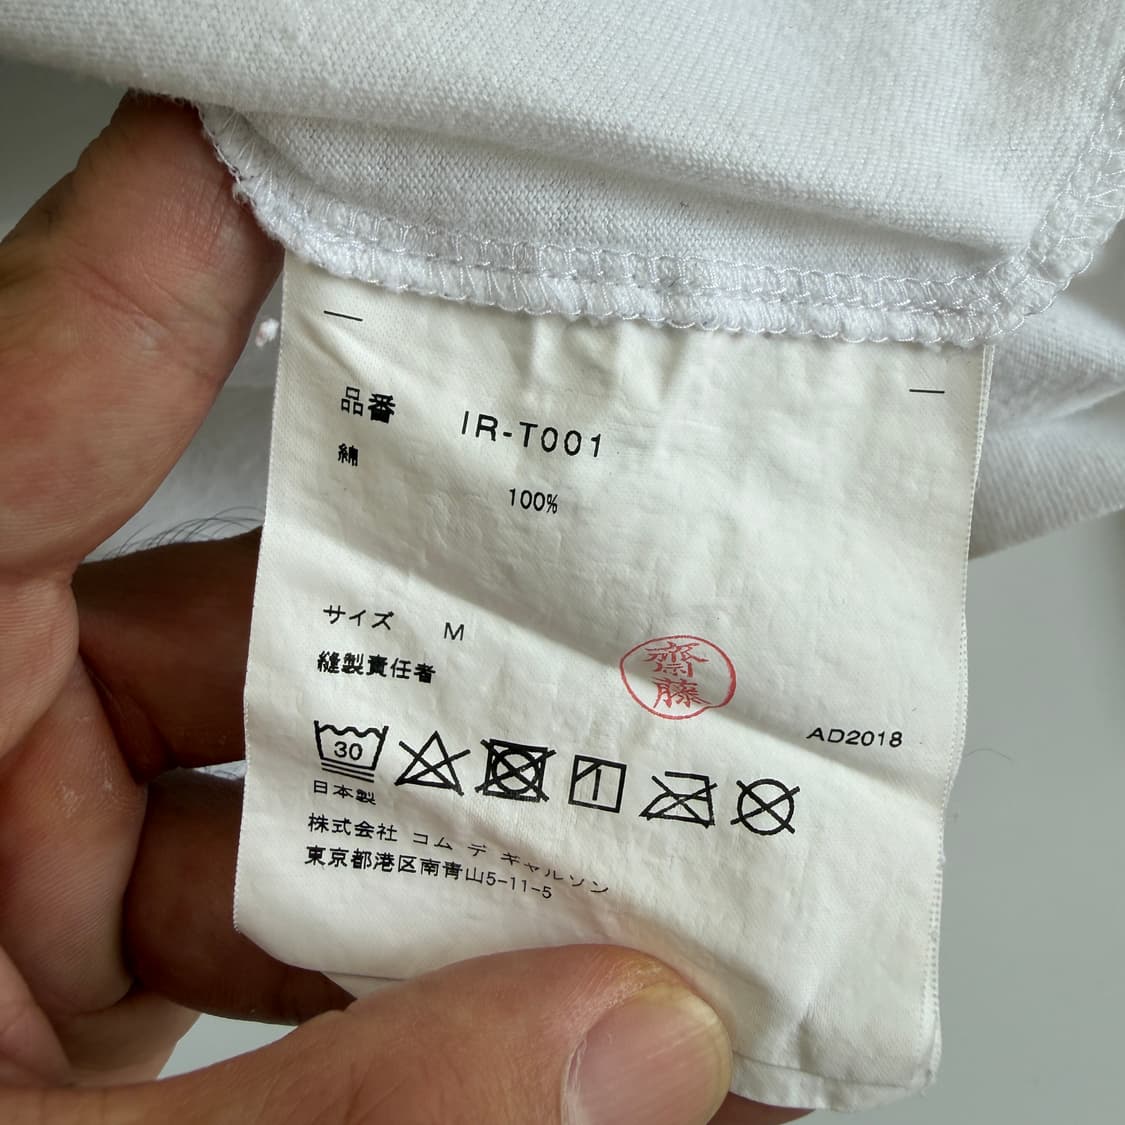 品番 IR-T001
綿
100%
サイズ M
縫製責任者
齋藤
AD2018
30
日本製
株式会社 コム デ ギャルソン
東京都港区南青山5-11-5